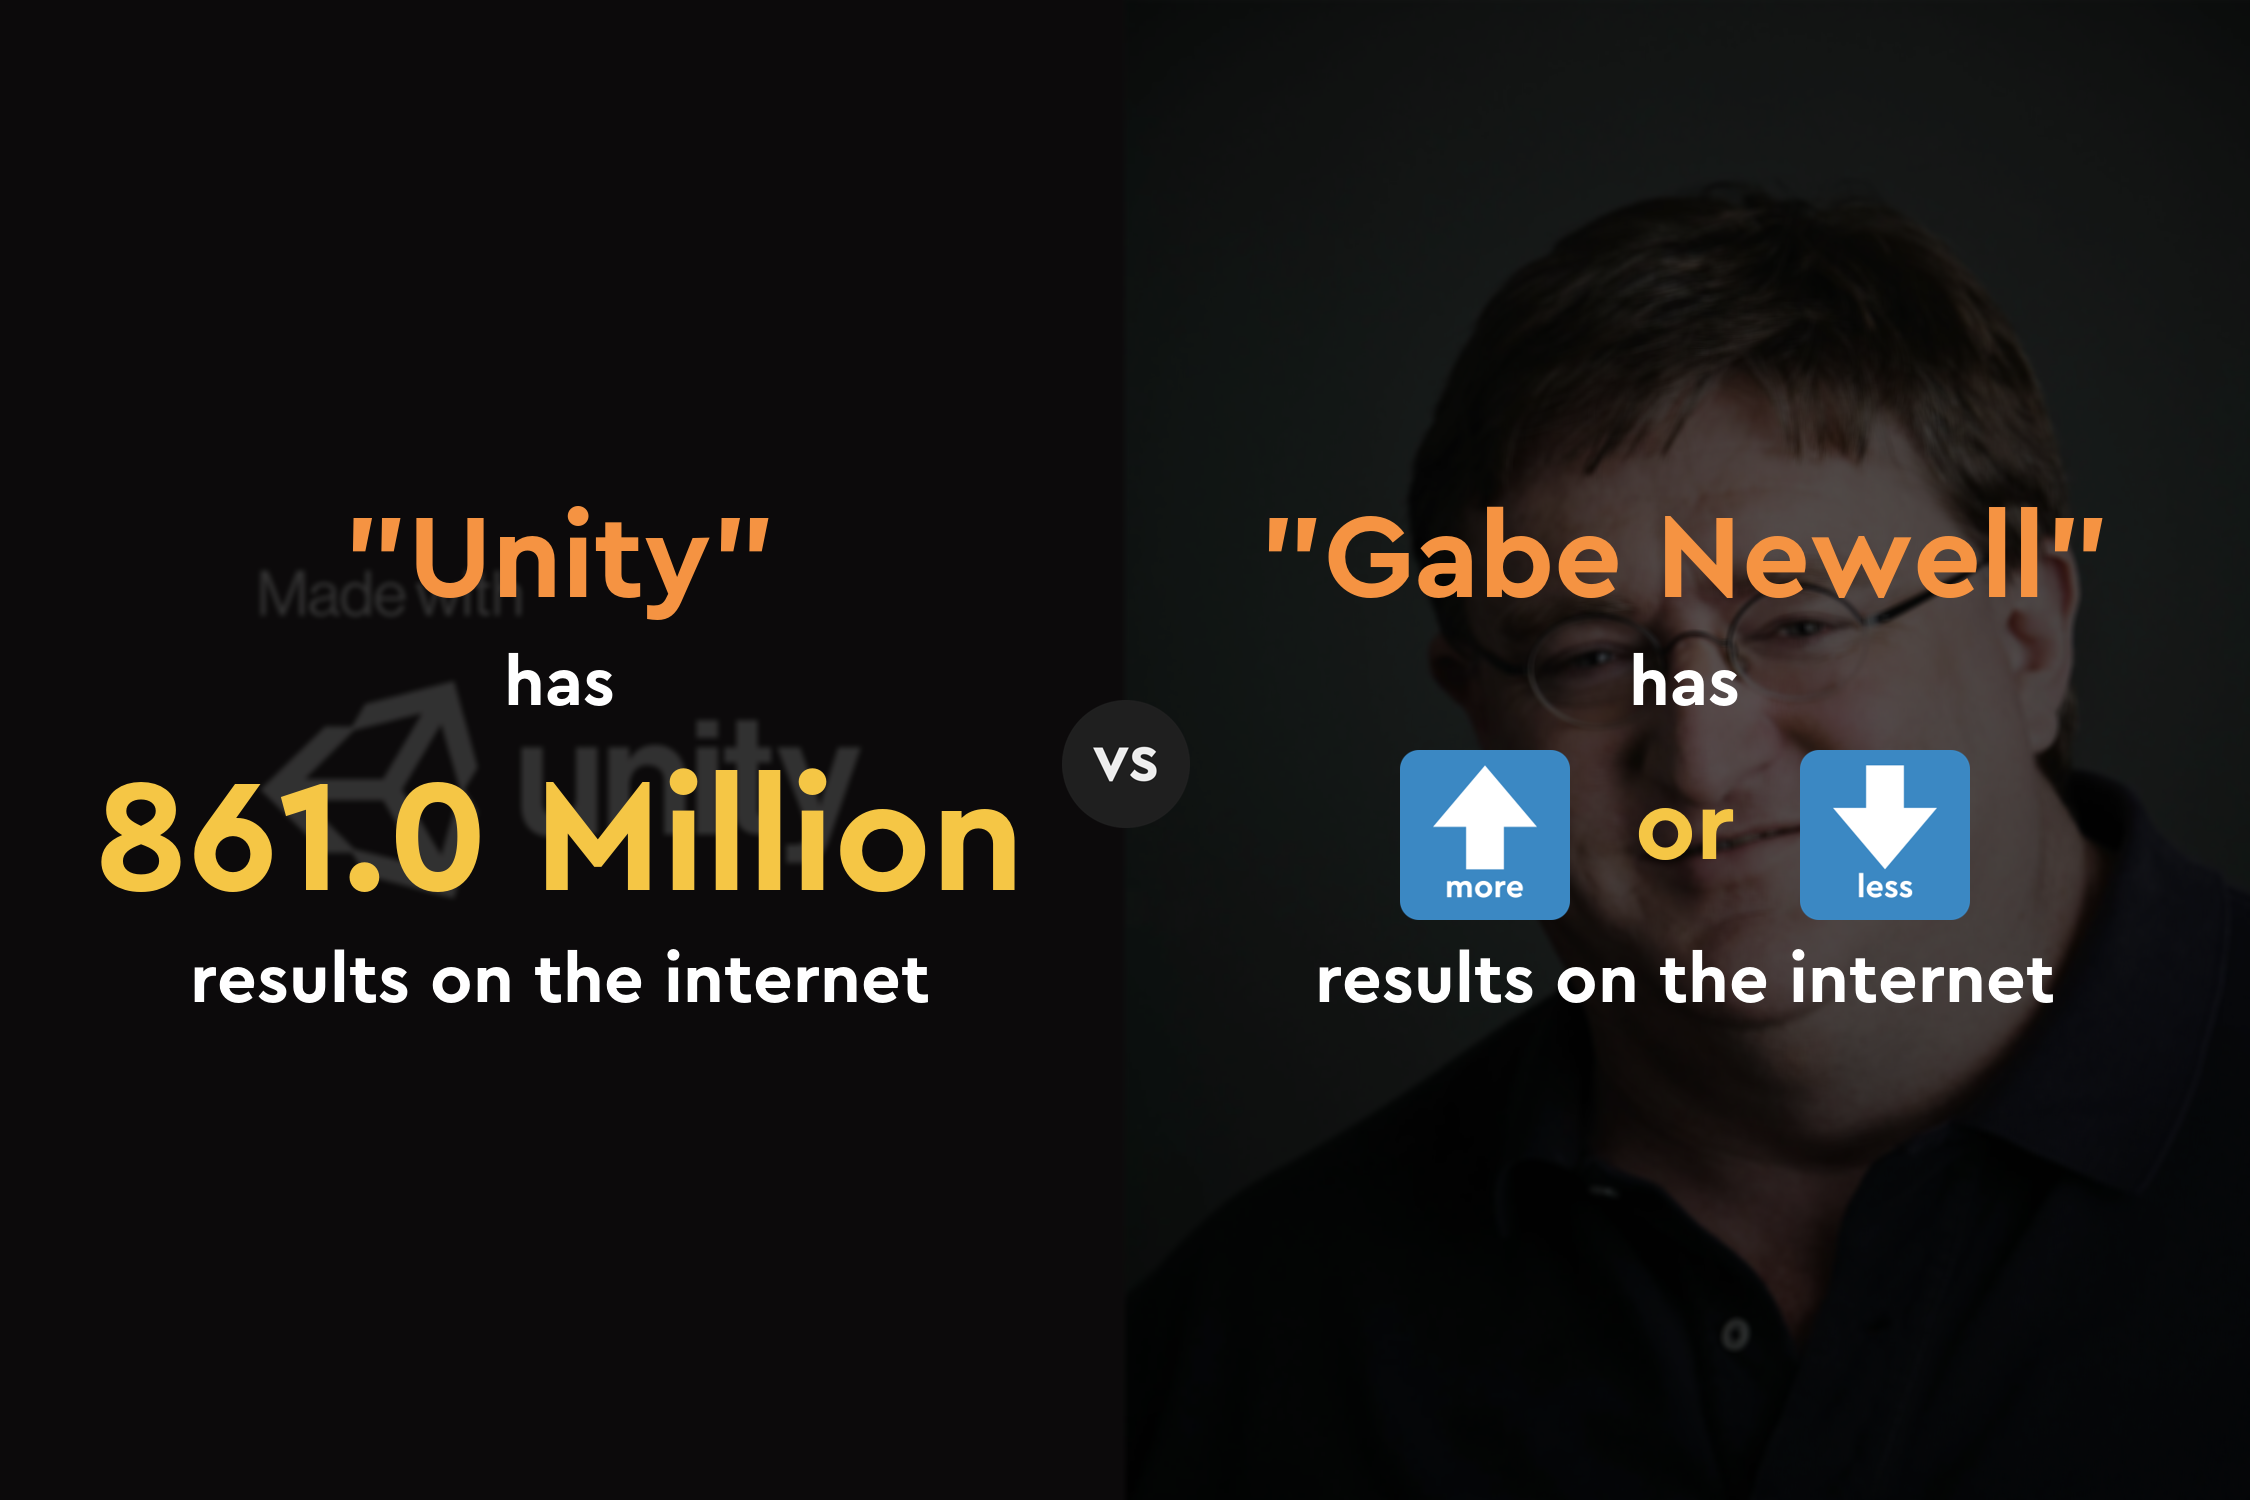 "Unity"
Made with
has
unity
861.0 Million
results on the internet
vs
"Gabe Newell"
has
more
or
less
results on the internet